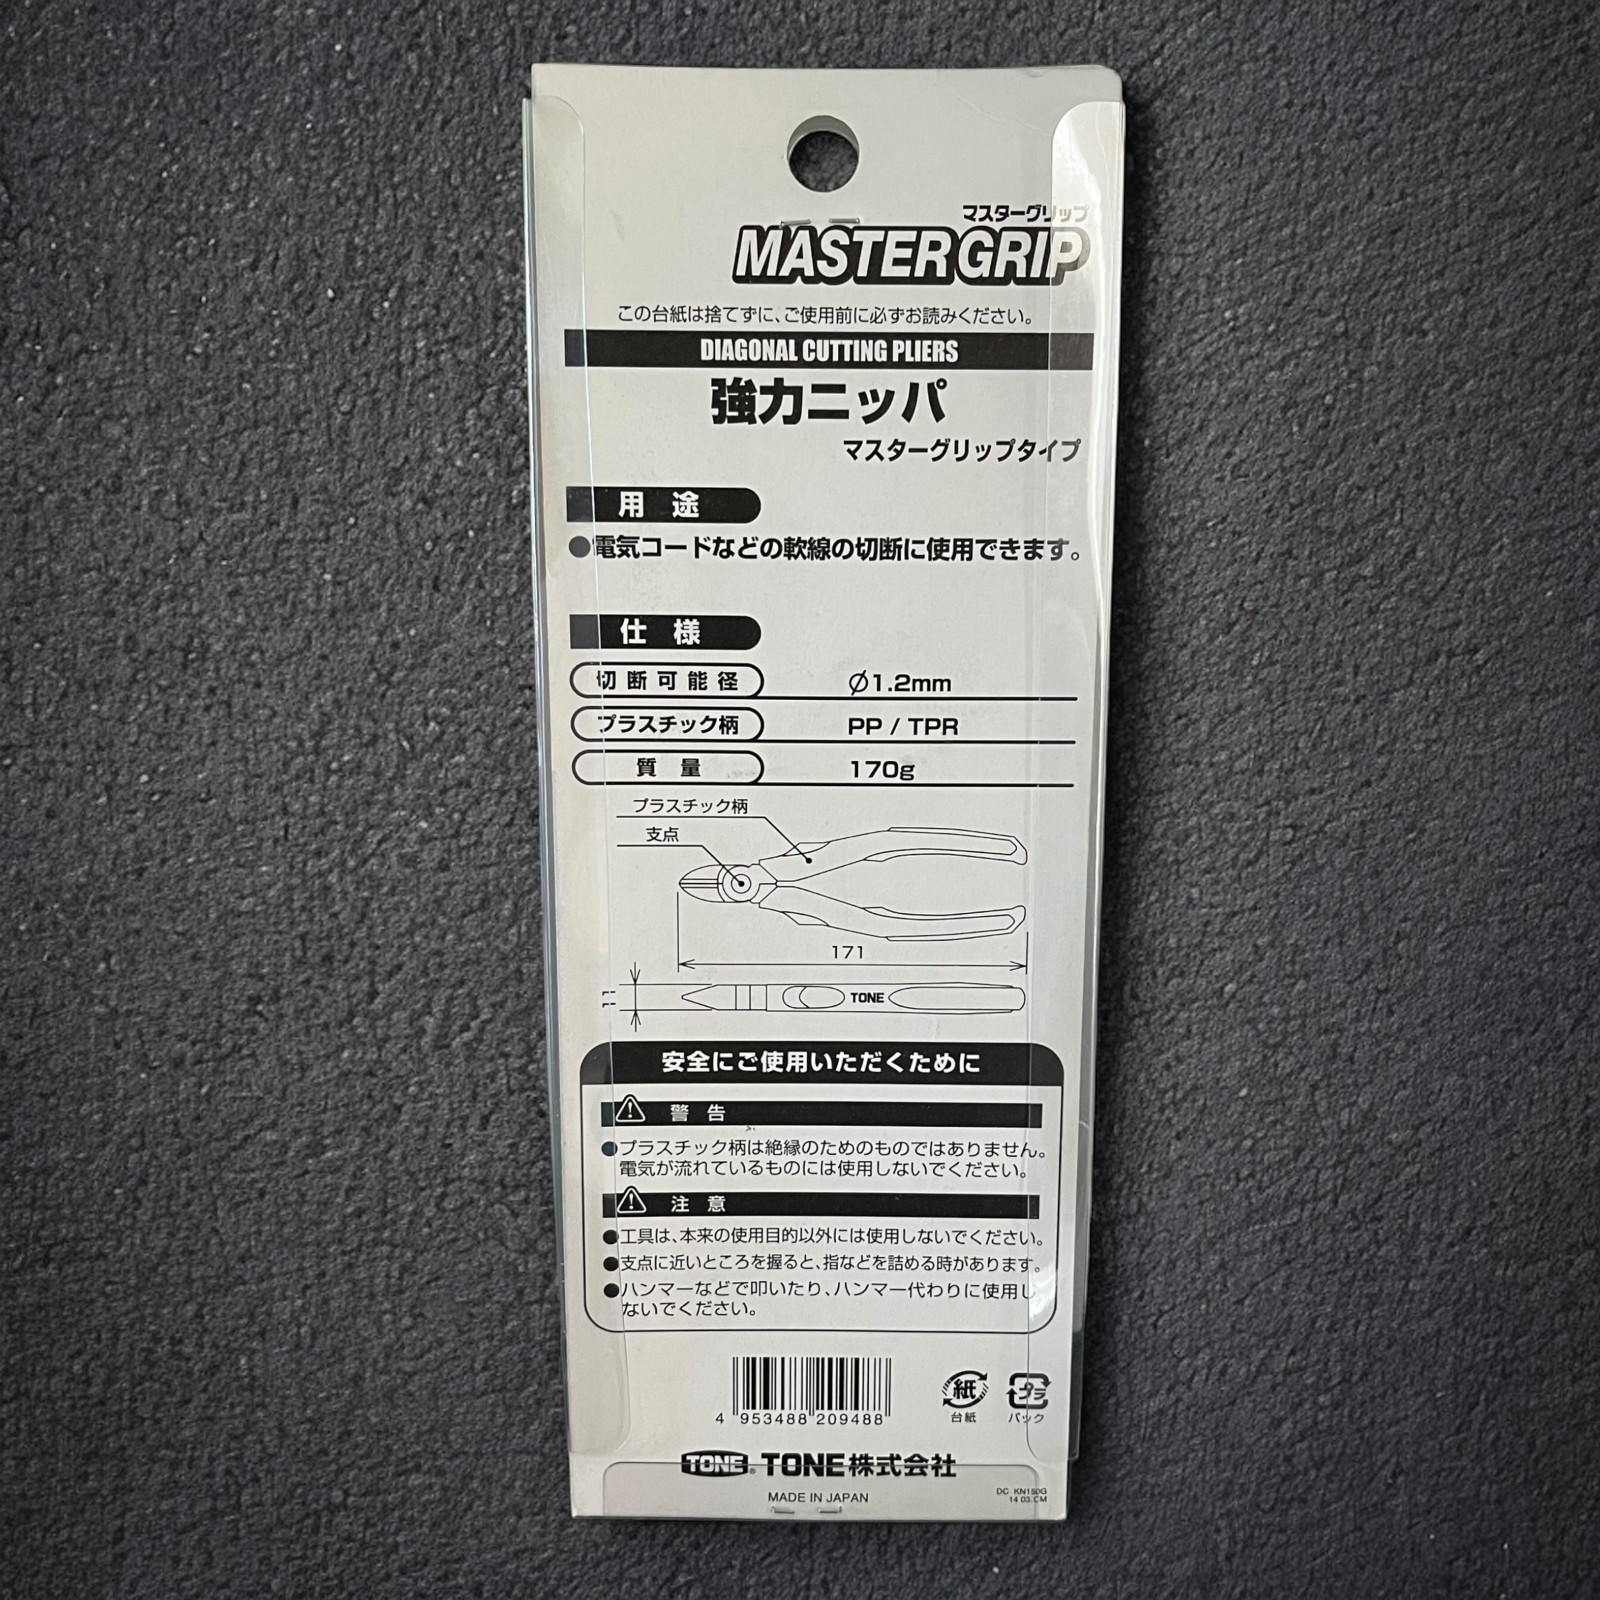 マスターグリップ
MASTER GRIP
この台紙は捨てずに、ご使用前に必ずお読みください。
DIAGONAL CUTTING PLIERS
強力ニッパ
マスターグリップタイプ
用途
●電気コードなどの軟線の切断に使用できます。
仕様
切断可能径 ∅1.2mm
プラスチック柄 PP / TPR
質量 170g
プラスチック柄
支点
171
11
TONE
安全にご使用いただくために
警告
●プラスチック柄は絶縁のためのものではありません。
電気が流れているものには使用しないでください。
注意
●工具は、本来の使用目的以外には使用しないでください。
●支点に近いところを握ると、指などを詰める時があります。
●ハンマーなどで叩いたり、ハンマー代わりに使用し
ないでください。
4 953488 209488
紙 プラ
台紙 パック
TONE® TONE株式会社
MADE IN JAPAN
DC KN150G
14 03.CM